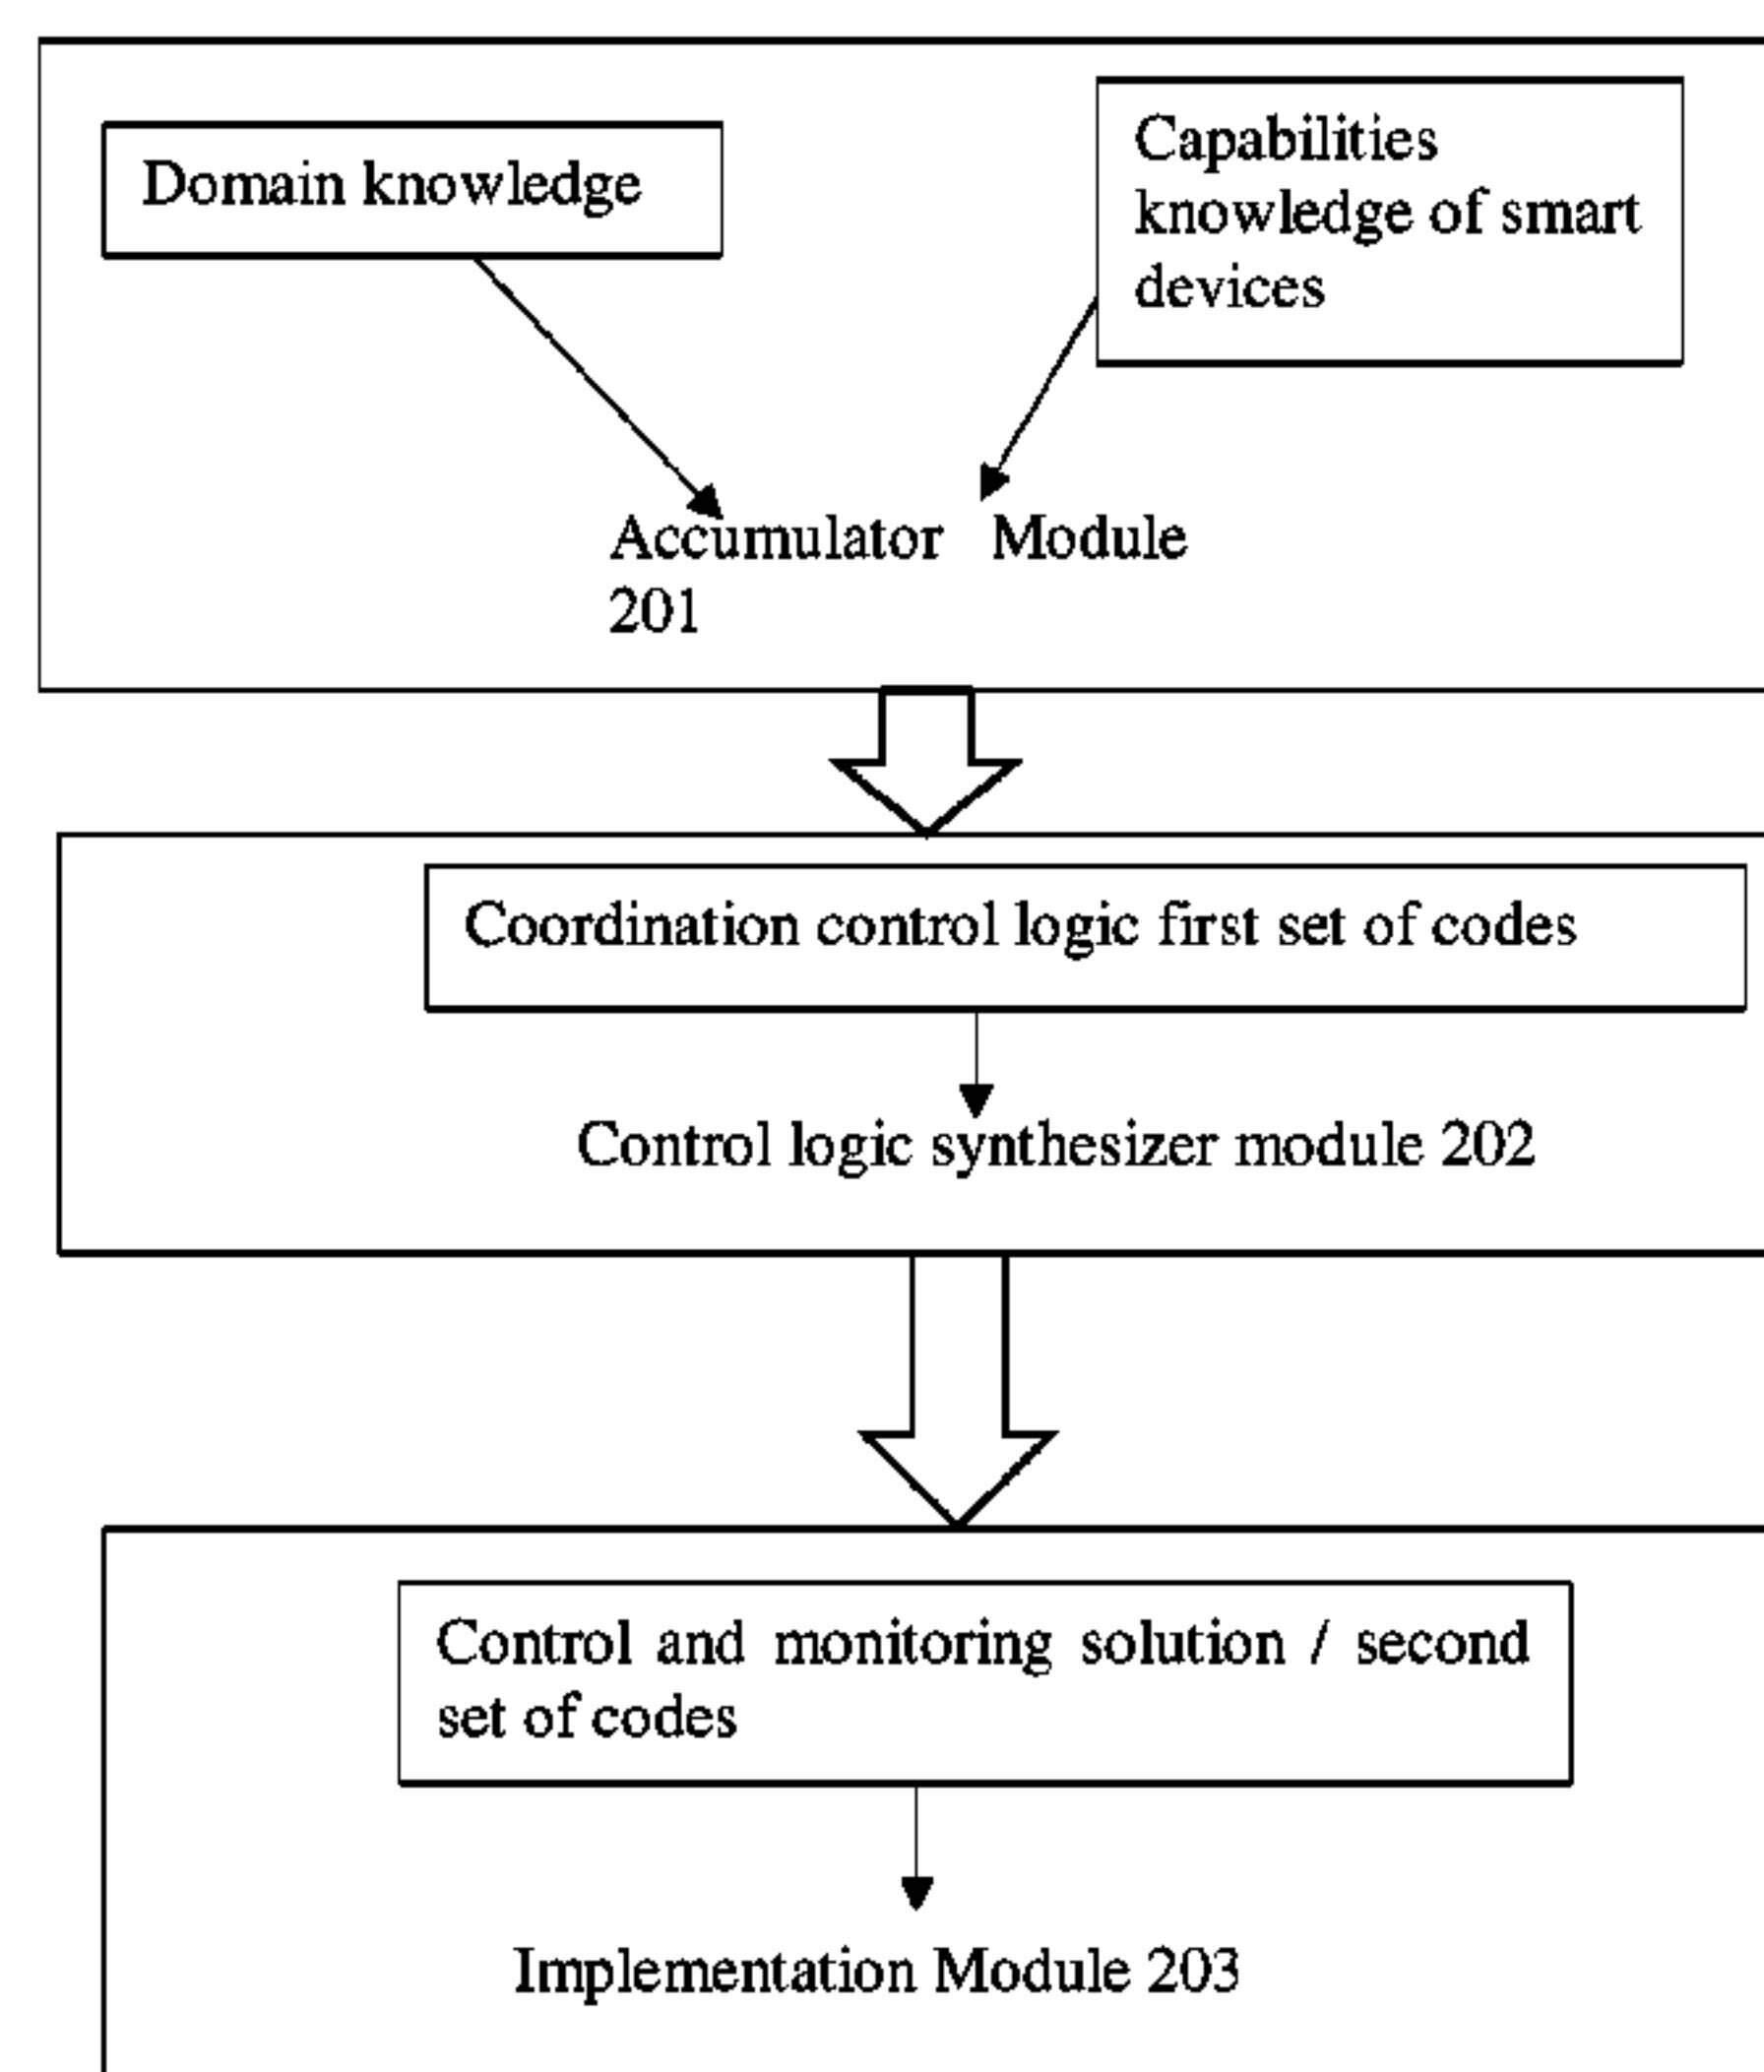 Domain knowledge
Capabilities
knowledge of smart
devices
Accumulator Module
201
Coordination control logic first set of codes
Control logic synthesizer module 202
Control and monitoring solution / second
set of codes
Implementation Module 203